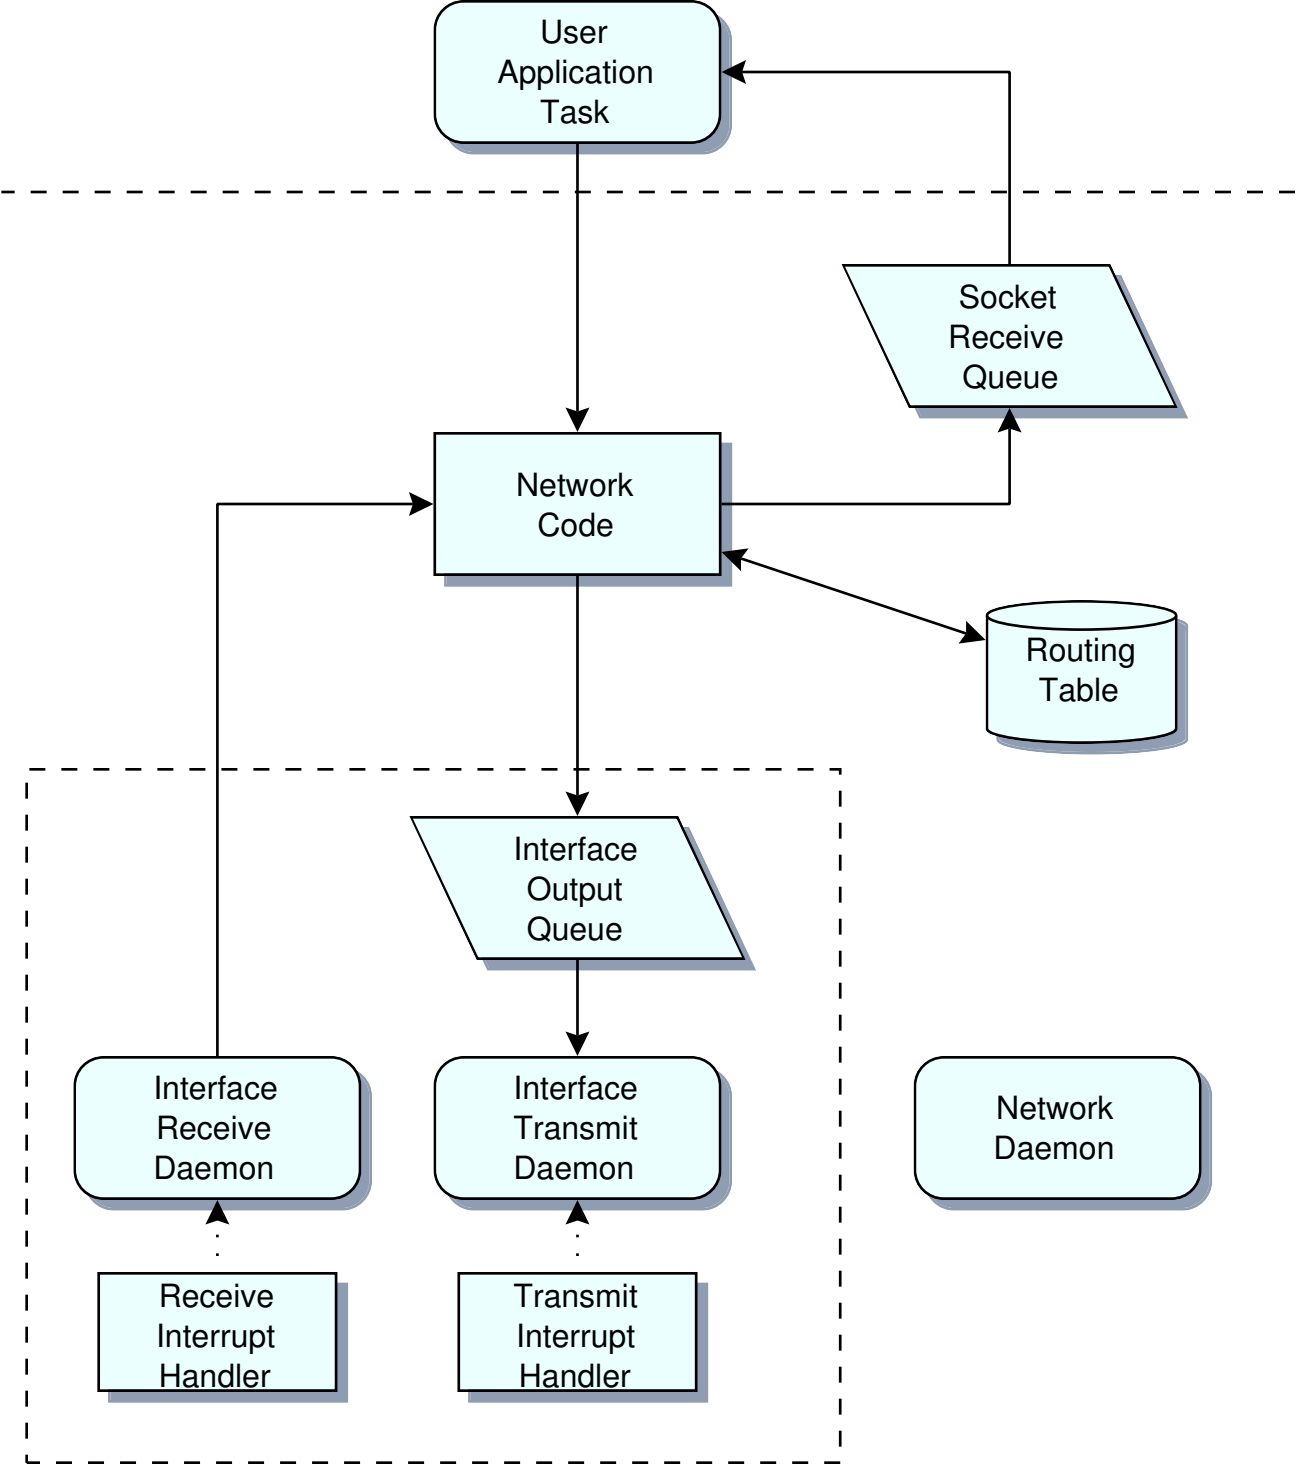 User
Application
Task
Socket
Receive
Queue
Network
Code
Routing
Table
Interface
Output
Queue
Interface
Receive
Daemon
Interface
Transmit
Daemon
Network
Daemon
Receive
Interrupt
Handler
Transmit
Interrupt
Handler